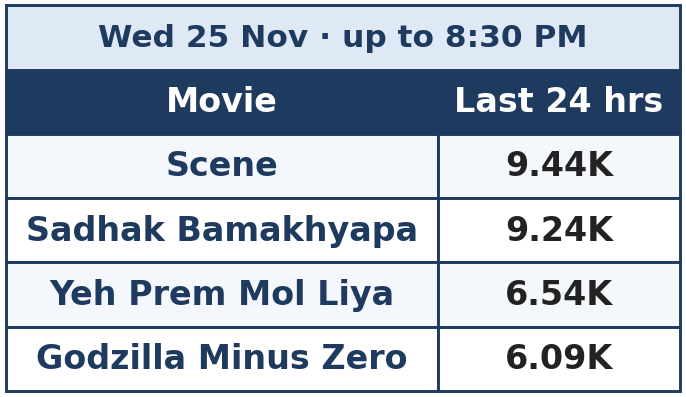 Wed 25 Nov · up to 8:30 PM
Movie Last 24 hrs
Scene 9.44K
Sadhak Bamakhyapa 9.24K
Yeh Prem Mol Liya 6.54K
Godzilla Minus Zero 6.09K